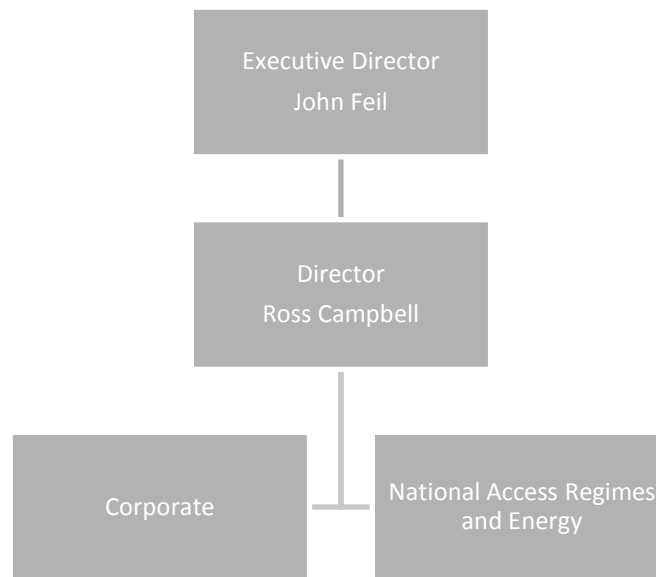 Executive Director
John Feil
Director
Ross Campbell
Corporate
National Access Regimes
and Energy